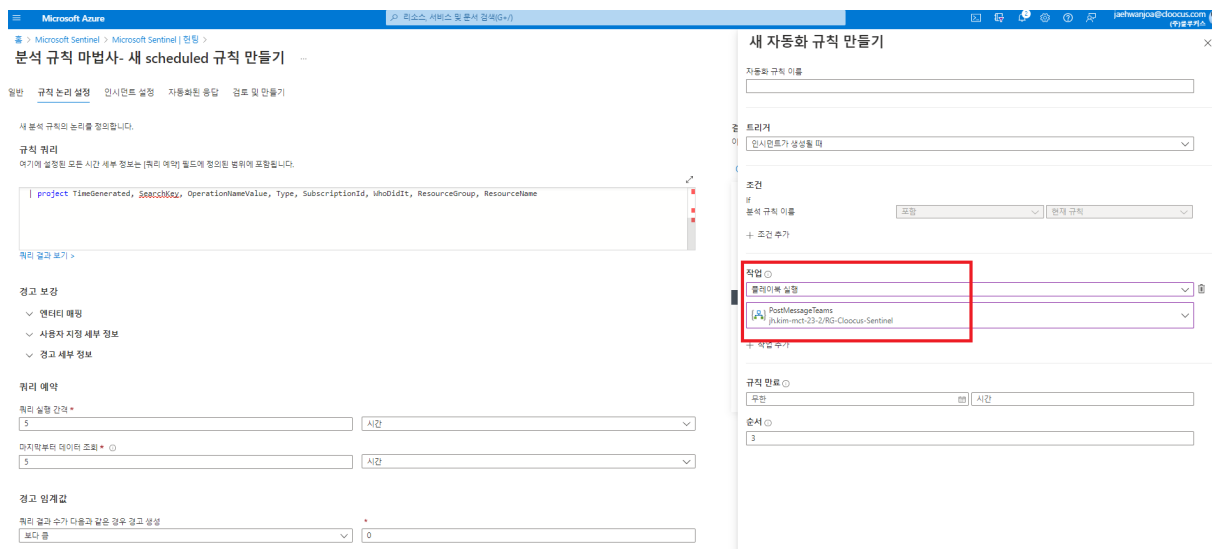 Microsoft Azure
리소스, 서비스 및 문서 검색(G+/)
jaehwanjoa@cloocus.com
(주)클루커스
홈 > Microsoft Sentinel > Microsoft Sentinel | 헌팅 >
분석 규칙 마법사- 새 scheduled 규칙 만들기 ...
일반 규칙 논리 설정 인시던트 설정 자동화된 응답 검토 및 만들기
새 분석 규칙의 논리를 정의합니다.
규칙 쿼리
여기에 설정된 모든 시간 세부 정보는 [쿼리 예약] 필드에 정의된 범위에 포함됩니다.
| project TimeGenerated, SearchKey, OperationNameValue, Type, SubscriptionId, WhoDidIt, ResourceGroup, ResourceName
쿼리 결과 보기 >
경고 보강
엔터티 매핑
사용자 지정 세부 정보
경고 세부 정보
쿼리 예약
쿼리 실행 간격 *
5 시간
마지막부터 데이터 조회 *
5 시간
경고 임계값
쿼리 결과 수가 다음과 같은 경우 경고 생성 *
보다 큼 0
새 자동화 규칙 만들기
자동화 규칙 이름
트리거
인시던트가 생성될 때
조건
If
분석 규칙 이름 포함 현재 규칙
+ 조건 추가
작업
플레이북 실행
PostMessageTeams
jh.kim-mct-23-2/RG-Cloocus-Sentinel
+ 작업 추가
규칙 만료
무한 시간
순서
3